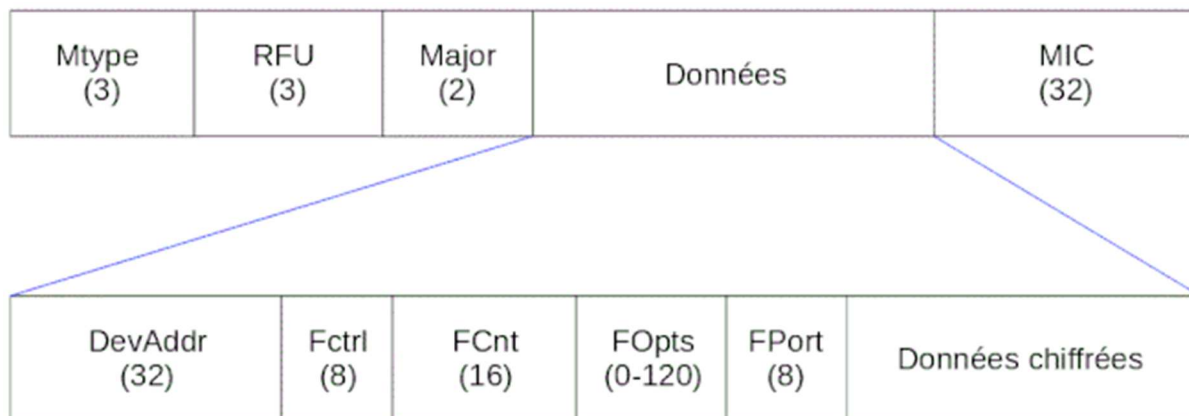 Mtype RFU Major Données MIC
(3) (3) (2) (32)
DevAddr Fctrl FCnt FOpts FPort Données chiffrées
(32) (8) (16) (0-120) (8)